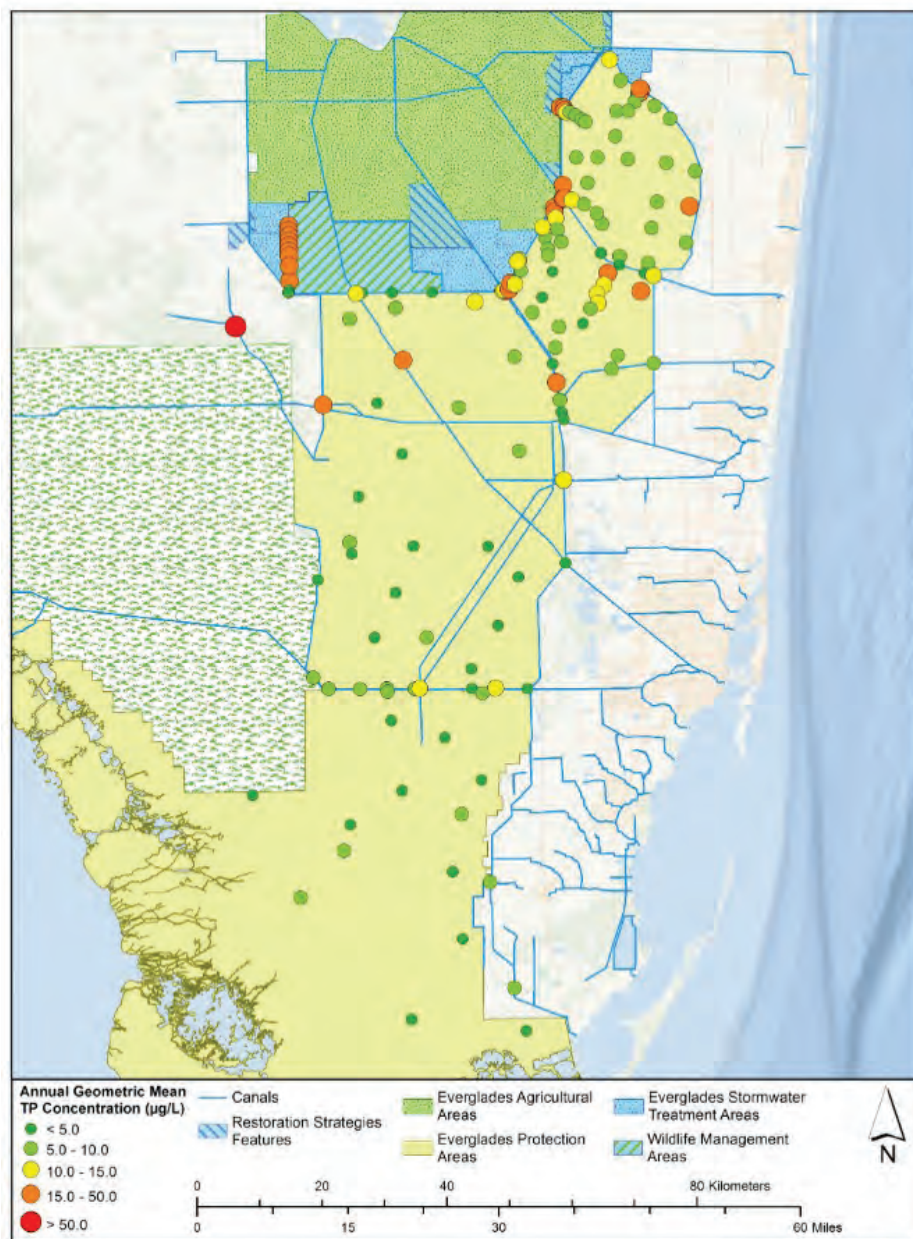 Annual Geometric Mean
TP Concentration (µg/L)
< 5.0
5.0 - 10.0
10.0 - 15.0
15.0 - 50.0
> 50.0
Canals
Restoration Strategies
Features
Everglades Agricultural
Areas
Everglades Protection
Areas
Everglades Stormwater
Treatment Areas
Wildlife Management
Areas
N
0 20 40 80 Kilometers
0 15 30 60 Miles